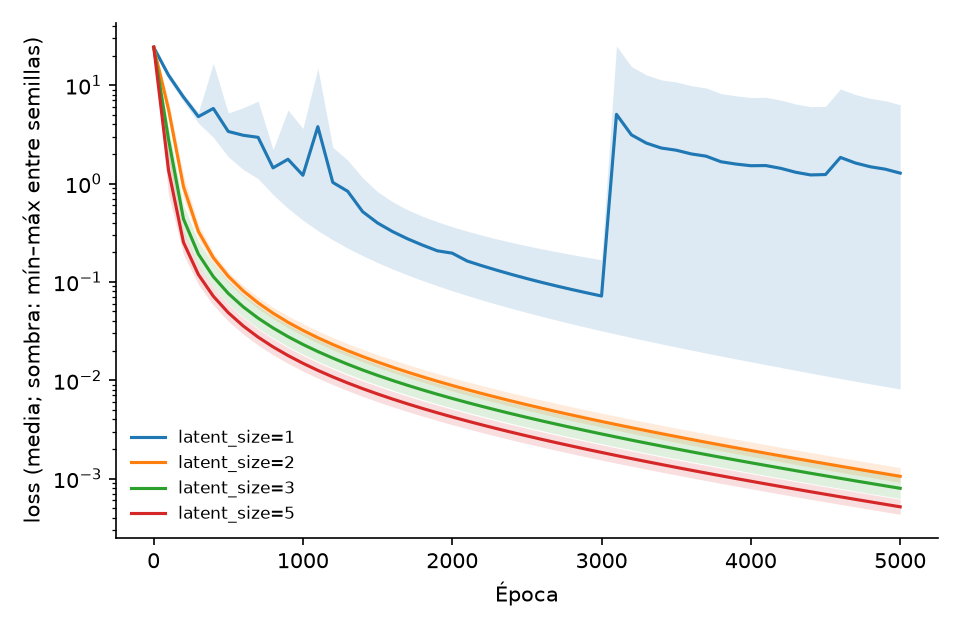 loss (media; sombra: mín–máx entre semillas)
10¹
10⁰
10⁻¹
10⁻²
10⁻³
latent_size=1
latent_size=2
latent_size=3
latent_size=5
0 1000 2000 3000 4000 5000
Época